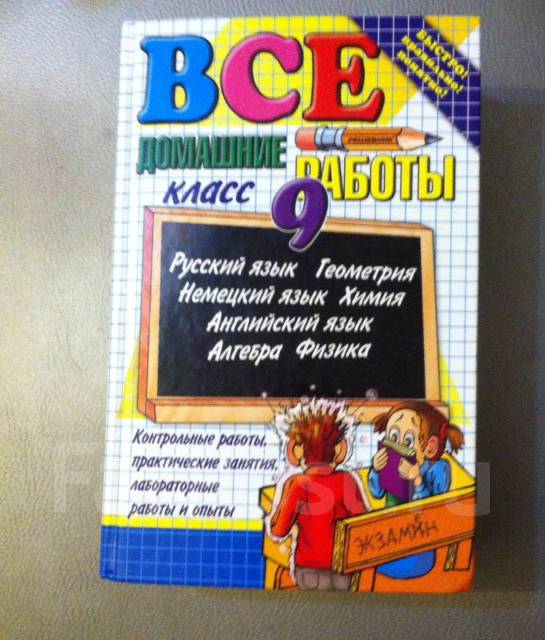 ВСЕ
БЫСТРО!
правильно!
понятно!
ДОМАШНИЕ
РЕШЕБНИК
РАБОТЫ
КЛАСС 9
Русский язык Геометрия
Немецкий язык Химия
Английский язык
Алгебра Физика
Контрольные работы,
практические занятия,
лабораторные
работы и опыты
ЭКЗАМЕН